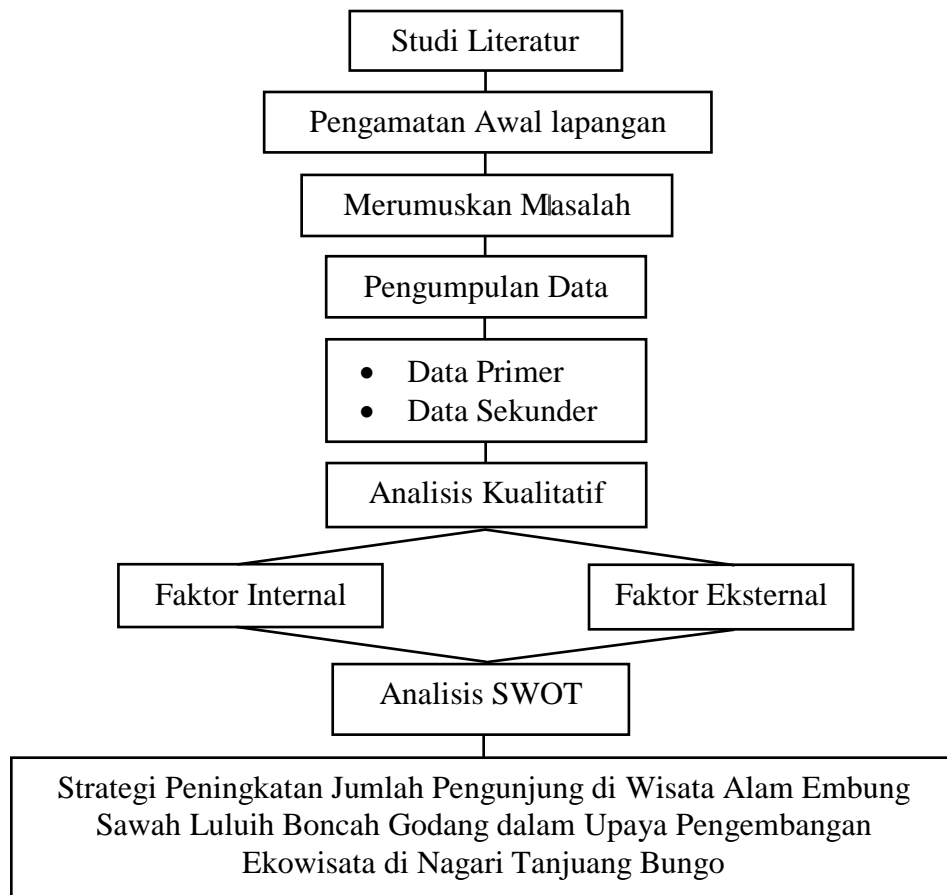 Studi Literatur
Pengamatan Awal lapangan
Merumuskan Masalah
Pengumpulan Data
• Data Primer
• Data Sekunder
Analisis Kualitatif
Faktor Internal
Faktor Eksternal
Analisis SWOT
Strategi Peningkatan Jumlah Pengunjung di Wisata Alam Embung
Sawah Luluih Boncah Godang dalam Upaya Pengembangan
Ekowisata di Nagari Tanjuang Bungo